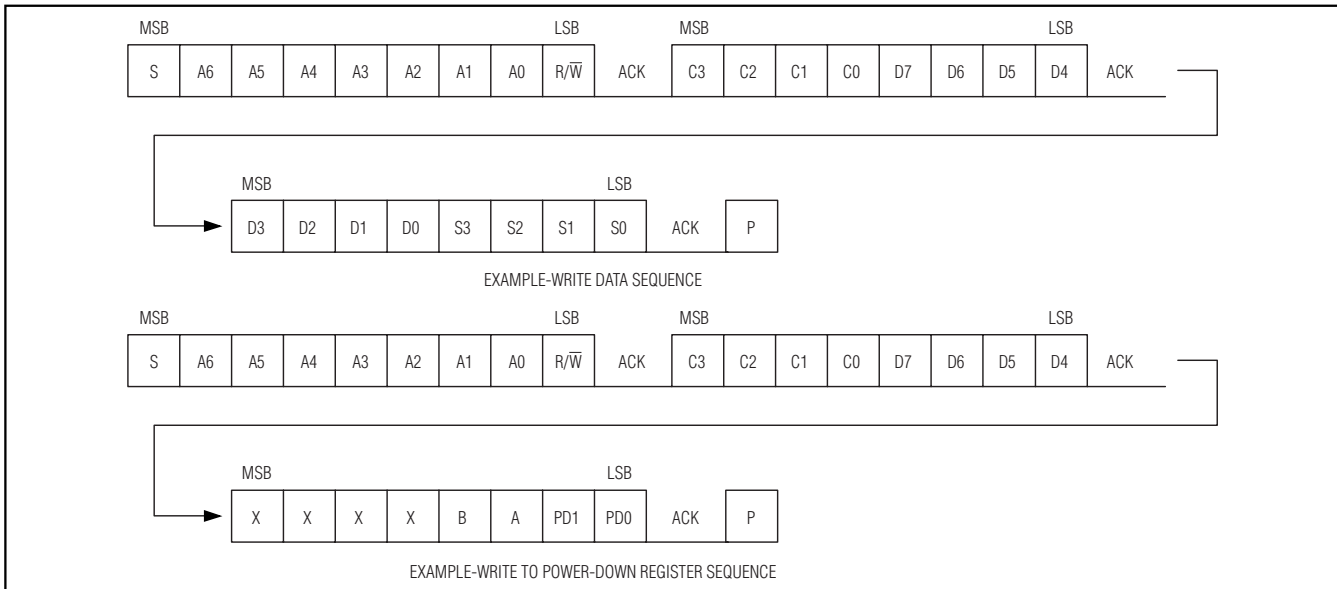 MSB LSB MSB LSB
S A6 A5 A4 A3 A2 A1 A0 R/W̅ ACK C3 C2 C1 C0 D7 D6 D5 D4 ACK
MSB LSB
D3 D2 D1 D0 S3 S2 S1 S0 ACK P
EXAMPLE-WRITE DATA SEQUENCE
MSB LSB MSB LSB
S A6 A5 A4 A3 A2 A1 A0 R/W̅ ACK C3 C2 C1 C0 D7 D6 D5 D4 ACK
MSB LSB
X X X X B A PD1 PD0 ACK P
EXAMPLE-WRITE TO POWER-DOWN REGISTER SEQUENCE